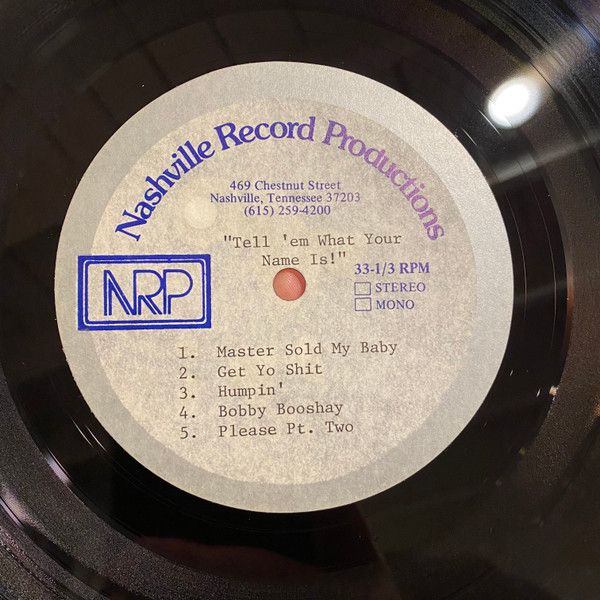 Nashville Record Productions
469 Chestnut Street
Nashville, Tennessee 37203
(615) 259-4200
"Tell 'em What Your
Name Is!"
33-1/3 RPM
STEREO
MONO
NRP
1. Master Sold My Baby
2. Get Yo Shit
3. Humpin'
4. Bobby Booshay
5. Please Pt. Two